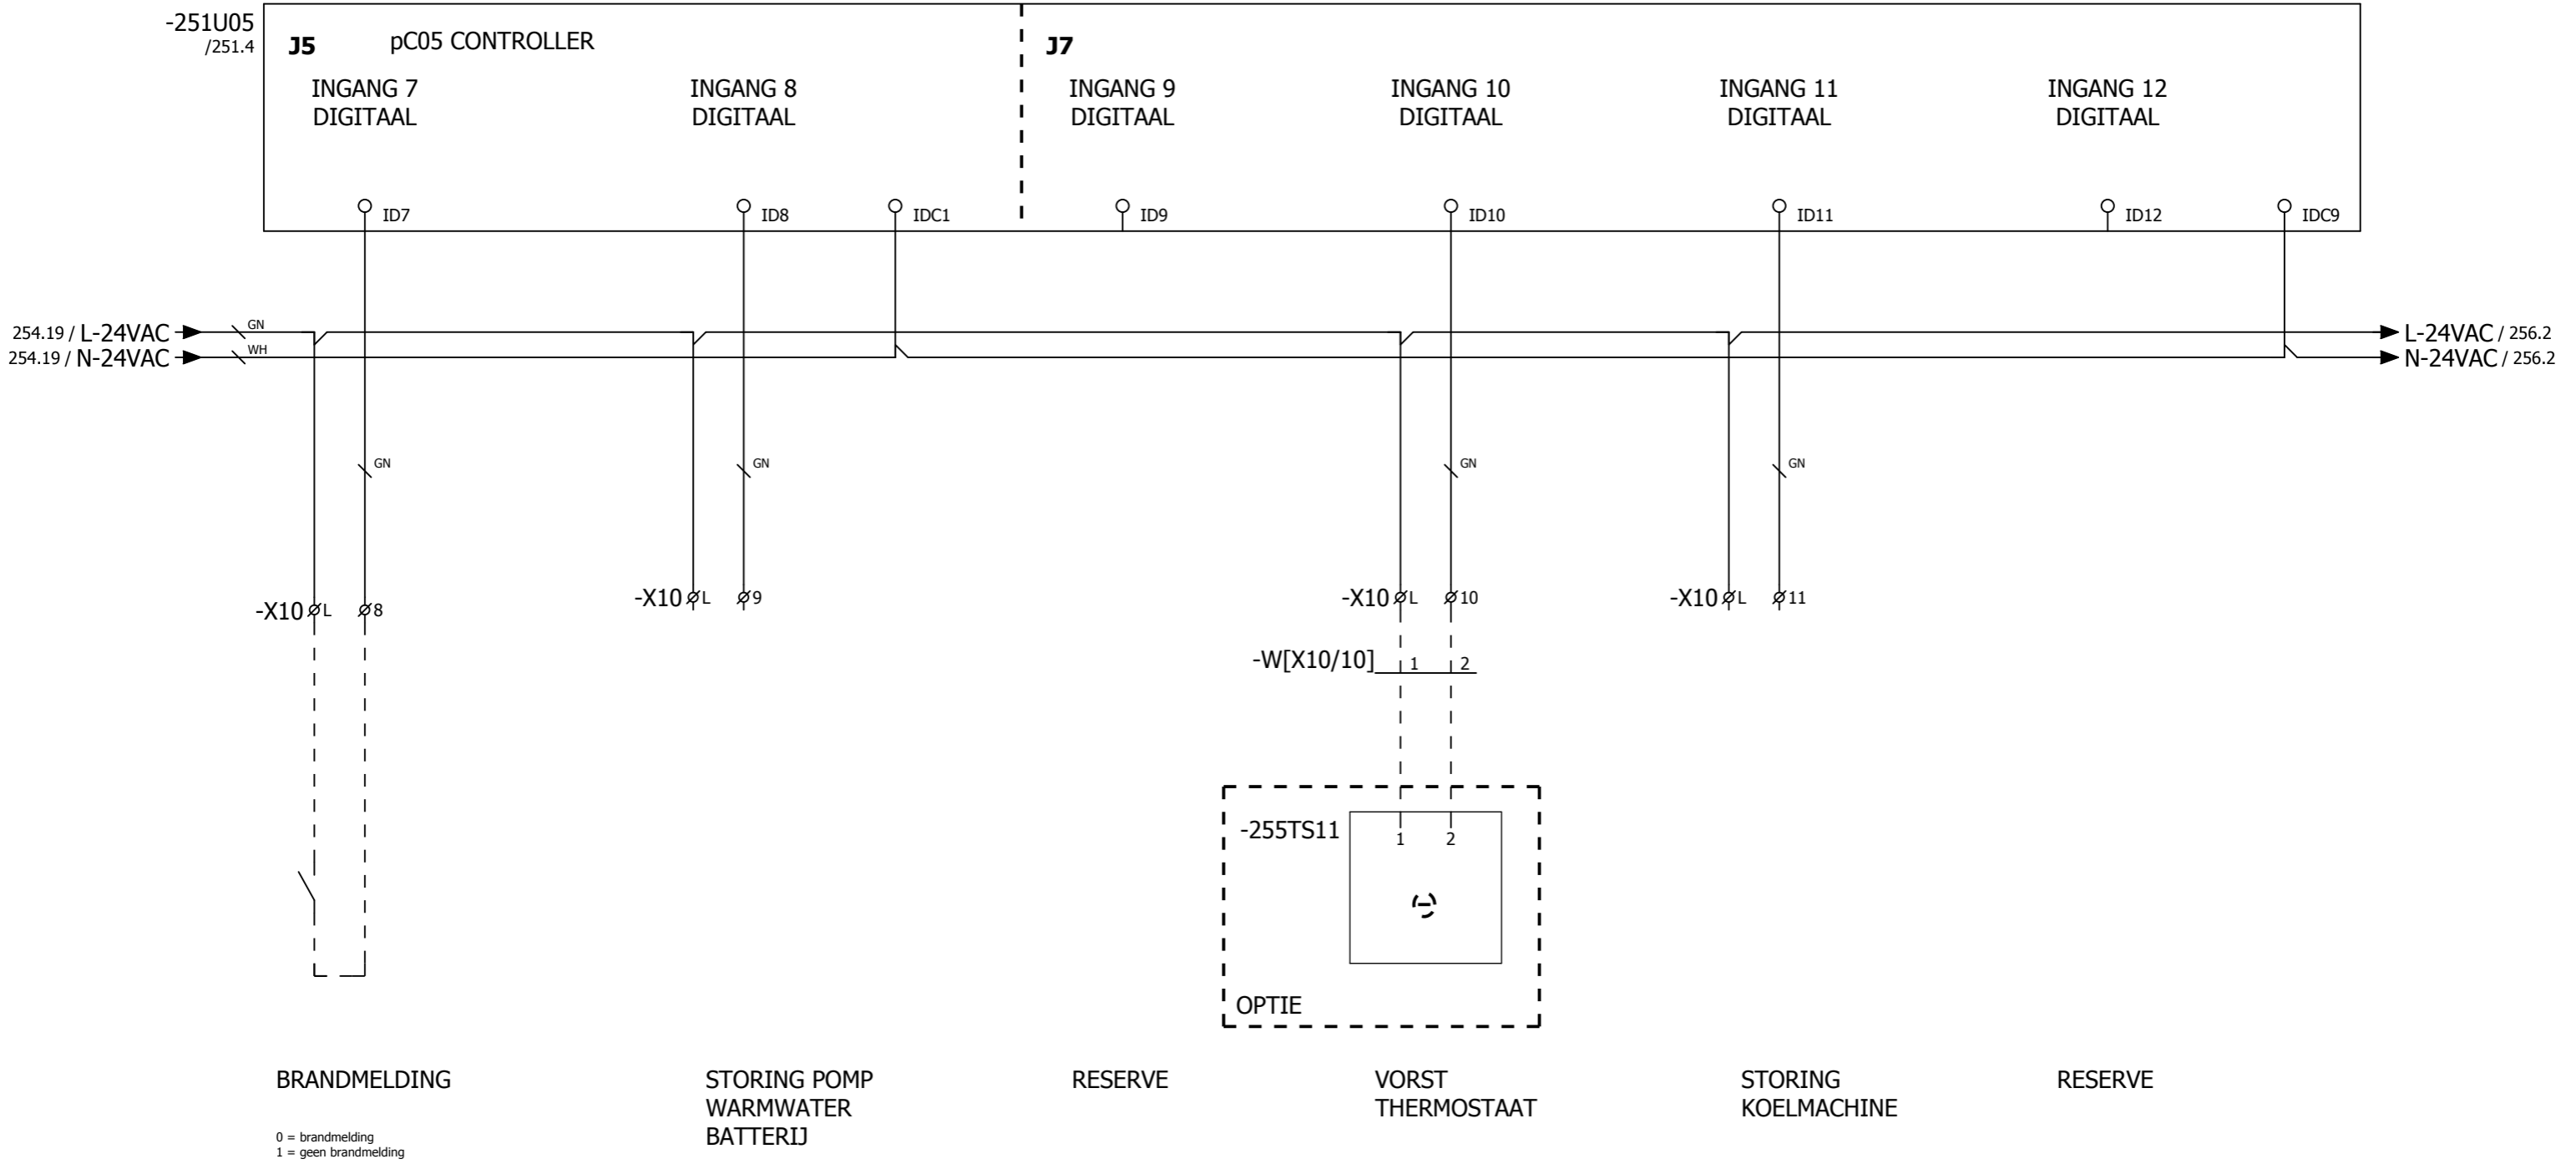 -251U05
/251.4
J5 pC05 CONTROLLER J7
INGANG 7 INGANG 8 INGANG 9 INGANG 10 INGANG 11 INGANG 12
DIGITAAL DIGITAAL DIGITAAL DIGITAAL DIGITAAL DIGITAAL
ID7 ID8 IDC1 ID9 ID10 ID11 ID12 IDC9
254.19 / L-24VAC GN L-24VAC / 256.2
254.19 / N-24VAC WH N-24VAC / 256.2
GN GN GN GN
-X10 L 9 -X10 L 10 -X10 L 11
-X10 L 8
-W[X10/10] 1 2
-255TS11 1 2
OPTIE
BRANDMELDING STORING POMP RESERVE VORST STORING RESERVE
WARMWATER THERMOSTAAT KOELMACHINE
BATTERIJ
0 = brandmelding
1 = geen brandmelding